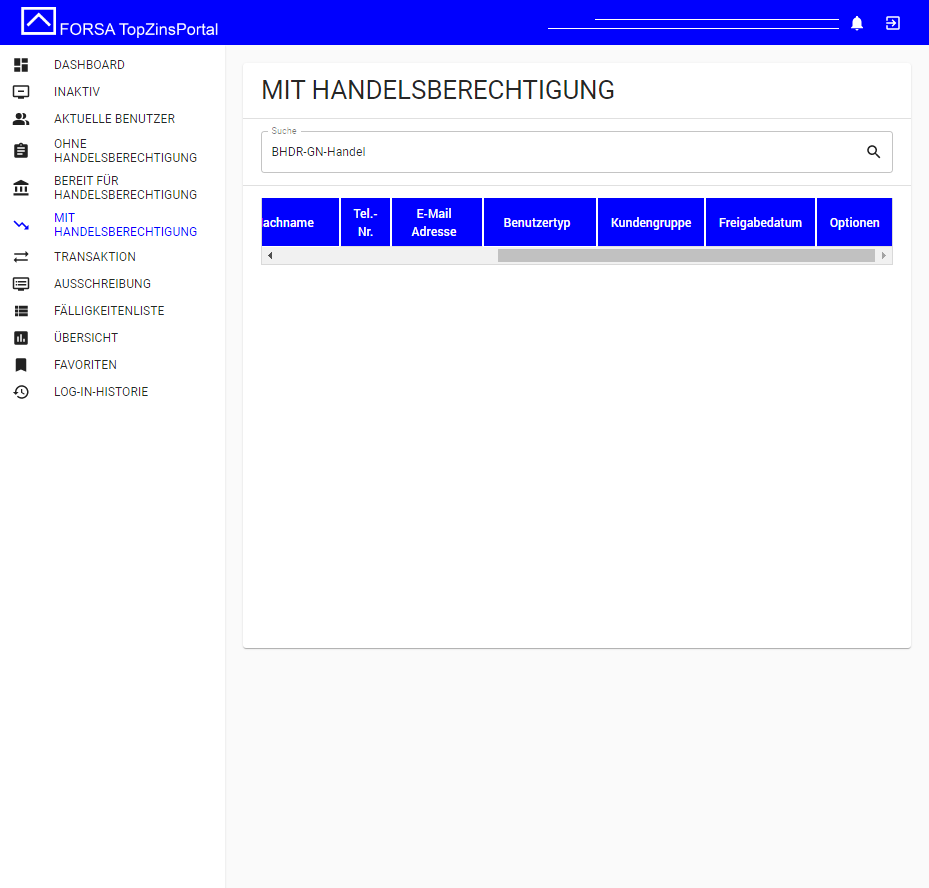 FORSA TopZinsPortal
DASHBOARD
INAKTIV
AKTUELLE BENUTZER
OHNE
HANDELSBERECHTIGUNG
BEREIT FÜR
HANDELSBERECHTIGUNG
MIT
HANDELSBERECHTIGUNG
TRANSAKTION
AUSSCHREIBUNG
FÄLLIGKEITENLISTE
ÜBERSICHT
FAVORITEN
LOG-IN-HISTORIE
MIT HANDELSBERECHTIGUNG
Suche
BHDR-GN-Handel
achname
Tel.-
Nr.
E-Mail
Adresse
Benutzertyp
Kundengruppe
Freigabedatum
Optionen